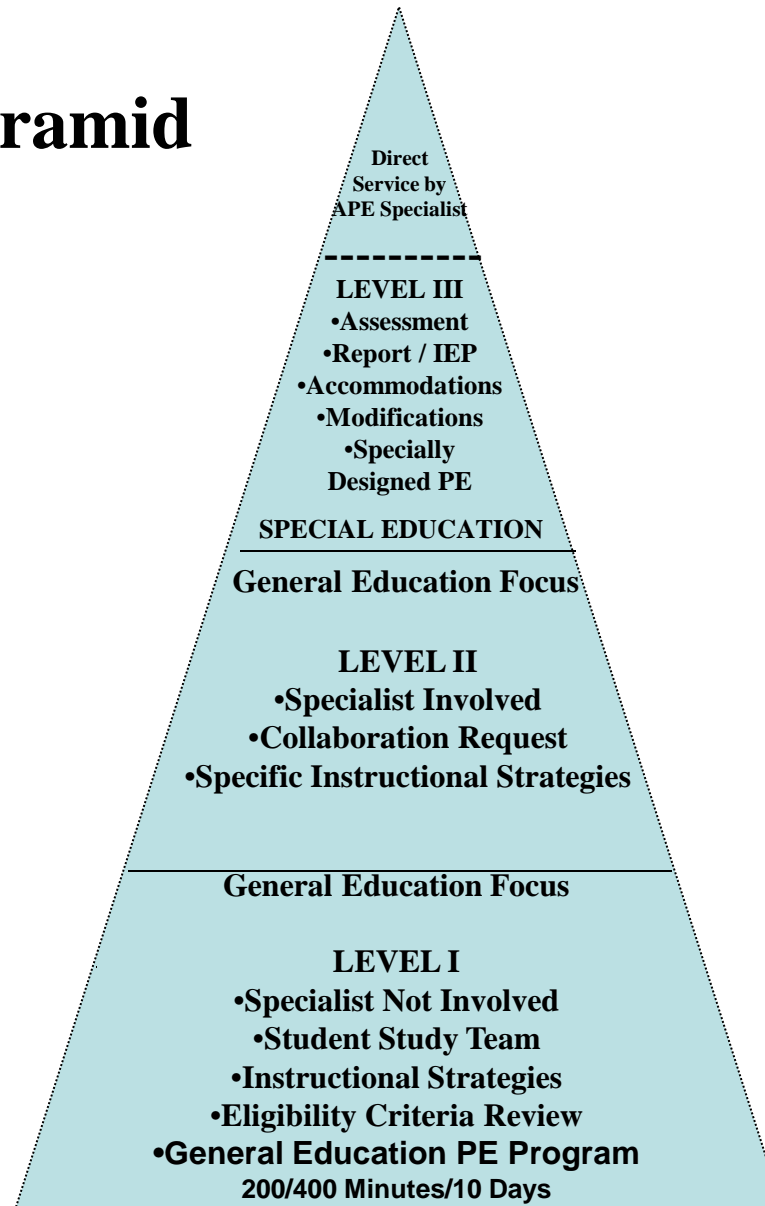 ramid
Direct
Service by
APE Specialist
LEVEL III
•Assessment
•Report / IEP
•Accommodations
•Modifications
•Specially
Designed PE
SPECIAL EDUCATION
General Education Focus
LEVEL II
•Specialist Involved
•Collaboration Request
•Specific Instructional Strategies
General Education Focus
LEVEL I
•Specialist Not Involved
•Student Study Team
•Instructional Strategies
•Eligibility Criteria Review
•General Education PE Program
200/400 Minutes/10 Days